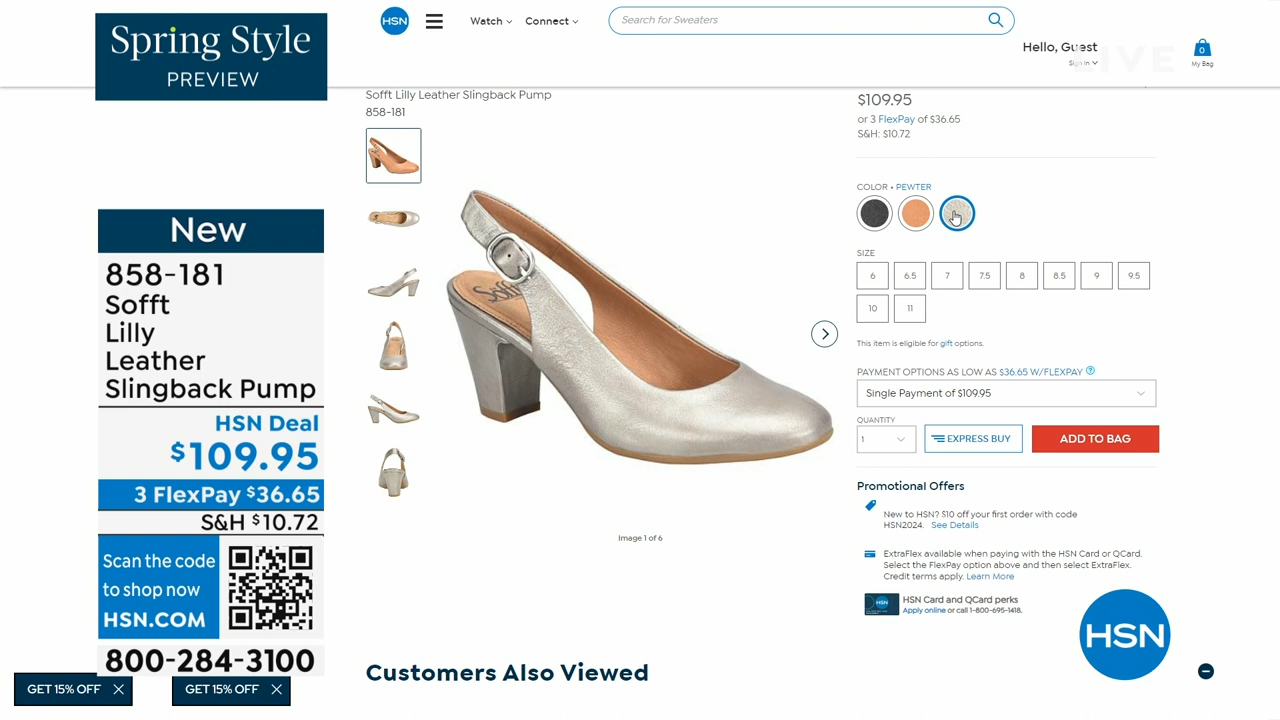 Spring Style
PREVIEW
HSN
Watch
Connect
Search for Sweaters
Hello, Guest
Sign In
LIVE
0
My Bag
Sofft Lilly Leather Slingback Pump
858-181
$109.95
or 3 FlexPay of $36.65
S&H: $10.72
COLOR • PEWTER
SIZE
6 6.5 7 7.5 8 8.5 9 9.5
10 11
This item is eligible for gift options.
PAYMENT OPTIONS AS LOW AS $36.65 W/FLEXPAY ?
Single Payment of $109.95
QUANTITY
1
EXPRESS BUY
ADD TO BAG
Promotional Offers
New to HSN? $10 off your first order with code
HSN2024. See Details
ExtraFlex available when paying with the HSN Card or QCard.
Select the FlexPay option above and then select ExtraFlex.
Credit terms apply. Learn More
HSN
HSN Card and QCard perks
Apply online or call 1-800-695-1418.
Sofft
Image 1 of 6
New
858-181
Sofft
Lilly
Leather
Slingback Pump
HSN Deal
$109.95
3 FlexPay $36.65
S&H $10.72
Scan the code
to shop now
HSN.COM
800-284-3100
GET 15% OFF
GET 15% OFF
Customers Also Viewed
HSN